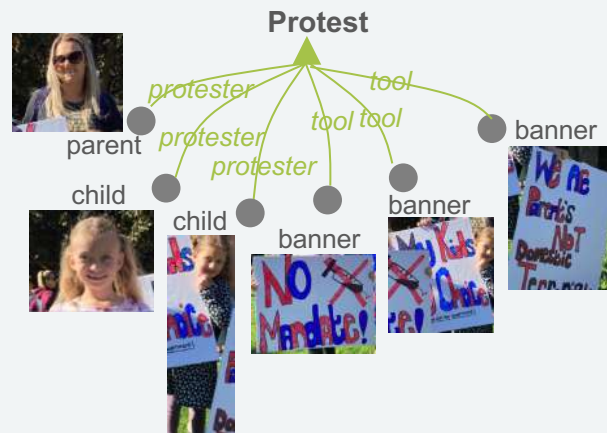 Protest
protester
tool
banner
parent
protester
tool
tool
protester
child
child
banner
banner
We Are
Parents
NOT
Domestic
NO
Mandate!
My Kids
Choice